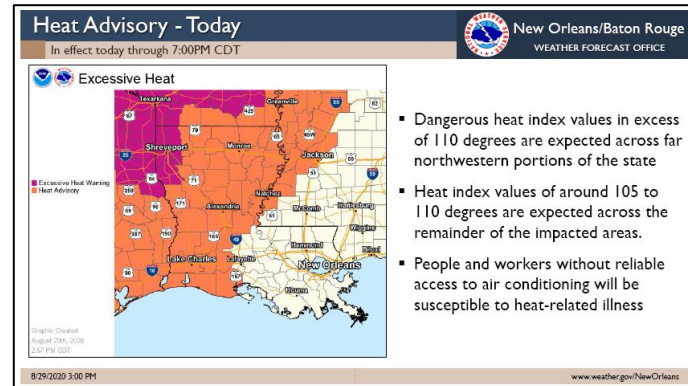 Heat Advisory - Today
In effect today through 7:00PM CDT
New Orleans/Baton Rouge
WEATHER FORECAST OFFICE
Excessive Heat
Excessive Heat Warning
Heat Advisory
Texarkana
Greenville
Shreveport
Monroe
Jackson
Natchez
Alexandria
McComb
Hattiesburg
Wiggins
Biloxi
Hammond
Lake Charles
Lafayette
New Orleans
Houma
Graphic Created
August 29th, 2020
2:57 PM CDT
▪ Dangerous heat index values in excess
of 110 degrees are expected across far
northwestern portions of the state
▪ Heat index values of around 105 to
110 degrees are expected across the
remainder of the impacted areas.
▪ People and workers without reliable
access to air conditioning will be
susceptible to heat-related illness
8/29/2020 3:00 PM
www.weather.gov/NewOrleans